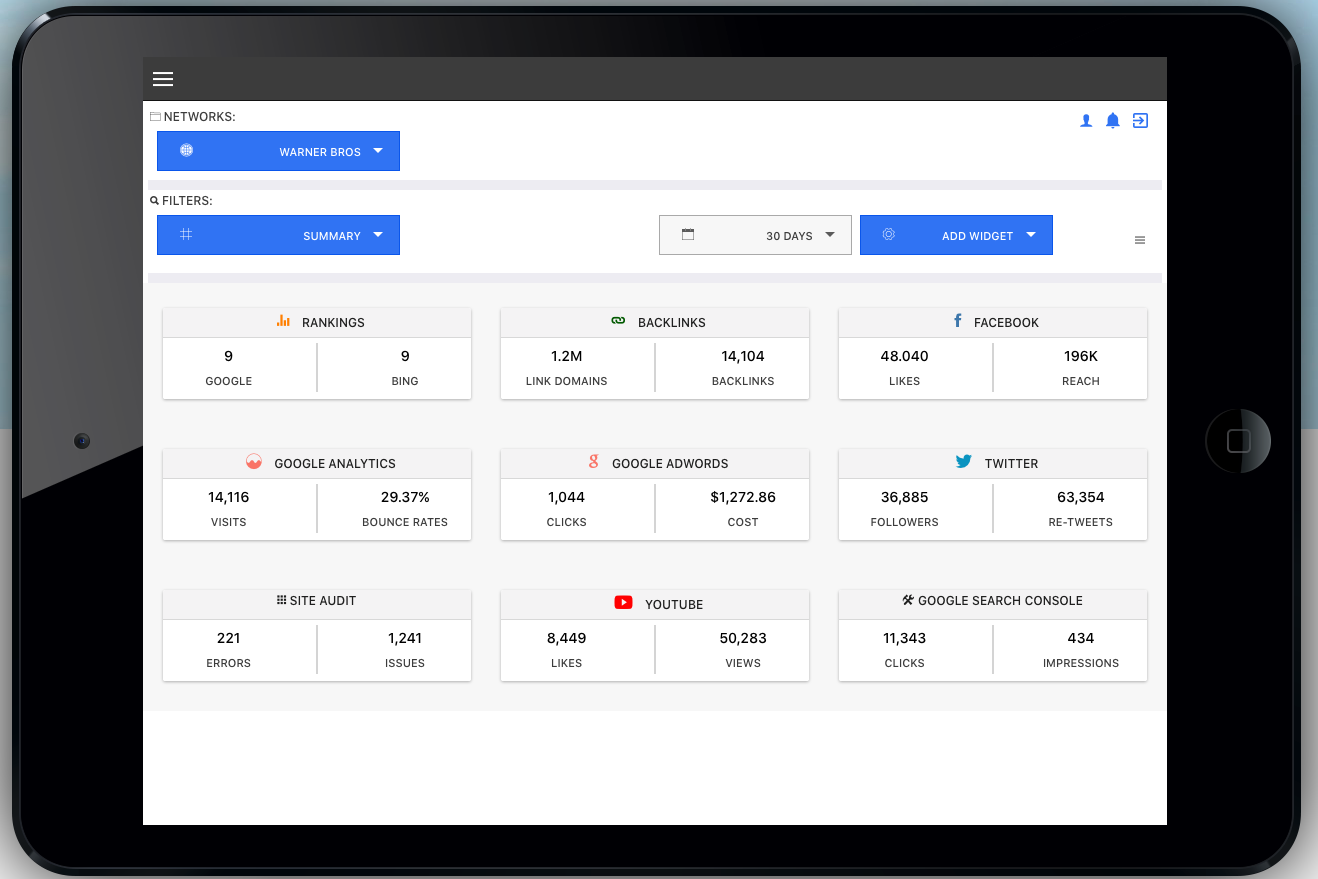 NETWORKS:
WARNER BROS
FILTERS:
SUMMARY
30 DAYS
ADD WIDGET
RANKINGS
9
9
GOOGLE
BING
BACKLINKS
1.2M
14,104
LINK DOMAINS
BACKLINKS
FACEBOOK
48.040
196K
LIKES
REACH
GOOGLE ANALYTICS
14,116
29.37%
VISITS
BOUNCE RATES
GOOGLE ADWORDS
1,044
$1,272.86
CLICKS
COST
TWITTER
36,885
63,354
FOLLOWERS
RE-TWEETS
SITE AUDIT
221
1,241
ERRORS
ISSUES
YOUTUBE
8,449
50,283
LIKES
VIEWS
GOOGLE SEARCH CONSOLE
11,343
434
CLICKS
IMPRESSIONS